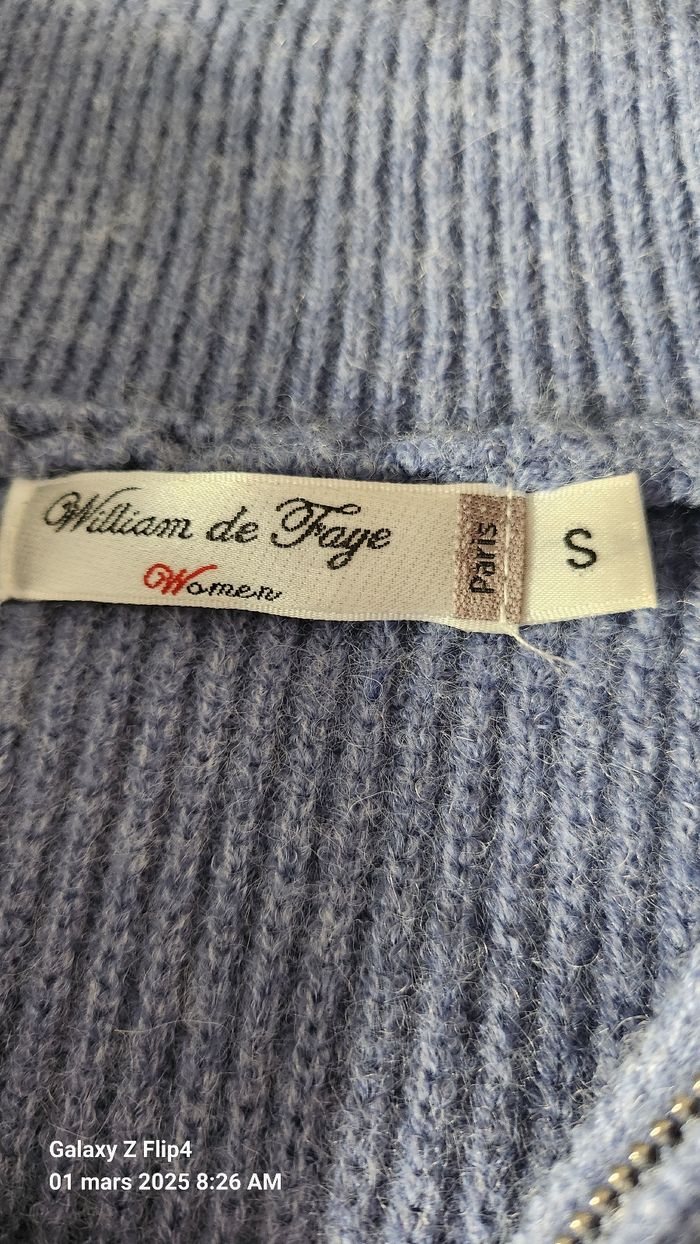 William de Faye
Women
Paris
S
Galaxy Z Flip4
01 mars 2025 8:26 AM